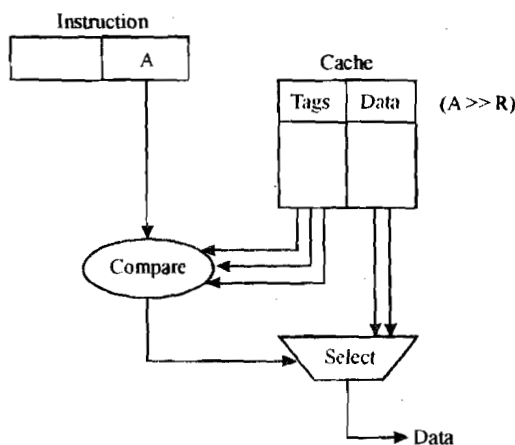 Instruction
A
Cache
Tags Data (A >> R)
Compare
Select
Data